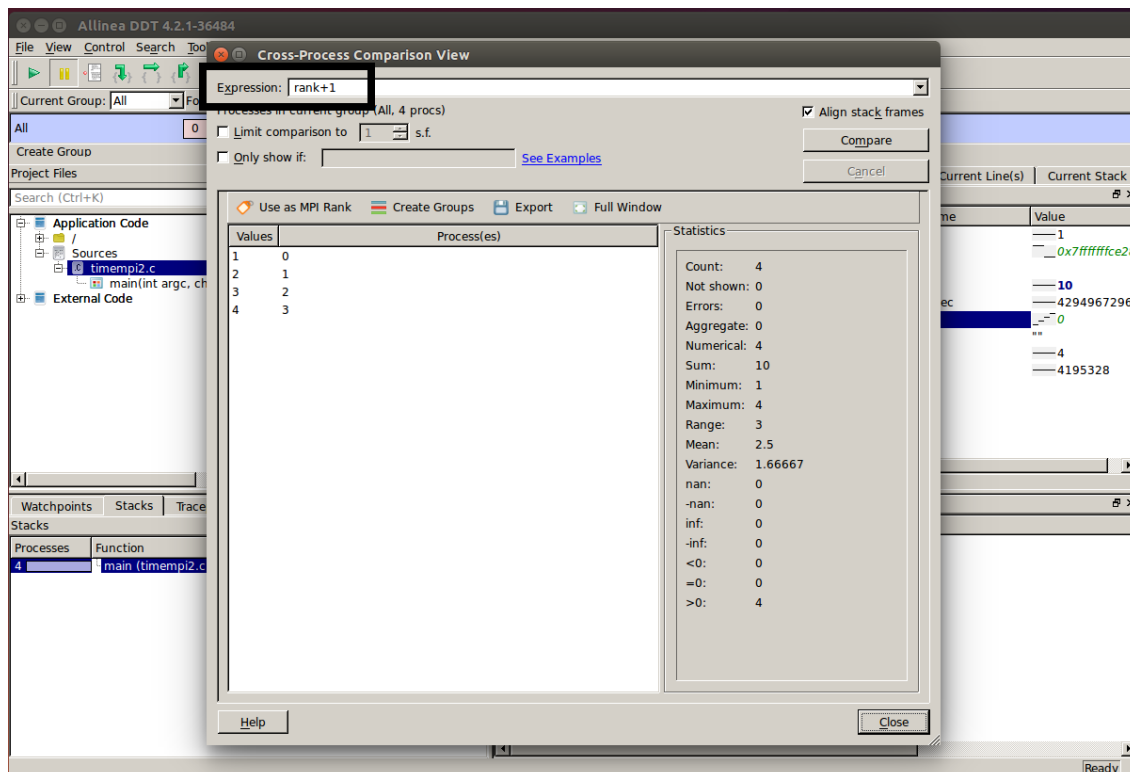 Allinea DDT 4.2.1-36484
File View Control Search
Current Group: All
All 0
Create Group
Project Files
Search (Ctrl+K)
Application Code
/
Sources
timempi2.c
main(int argc,
External Code
Watchpoints Stacks
Stacks
Processes Function
4 main (timempi2.c
Cross-Process Comparison View
Expression: rank+1
Processes in current group (All, 4 procs)
Align stack frames
Limit comparison to 1 s.f.
Compare
Only show if: See Examples
Cancel
Use as MPI Rank Create Groups Export Full Window
Values Process(es)
1 0
2 1
3 2
4 3
Statistics
Count: 4
Not shown: 0
Errors: 0
Aggregate: 0
Numerical: 4
Sum: 10
Minimum: 1
Maximum: 4
Range: 3
Mean: 2.5
Variance: 1.66667
nan: 0
-nan: 0
inf: 0
-inf: 0
<0: 0
=0: 0
>0: 4
Help Close
Current Line(s) Current Stack
Value
1
10
4294967296
0
""
4
4195328
Ready